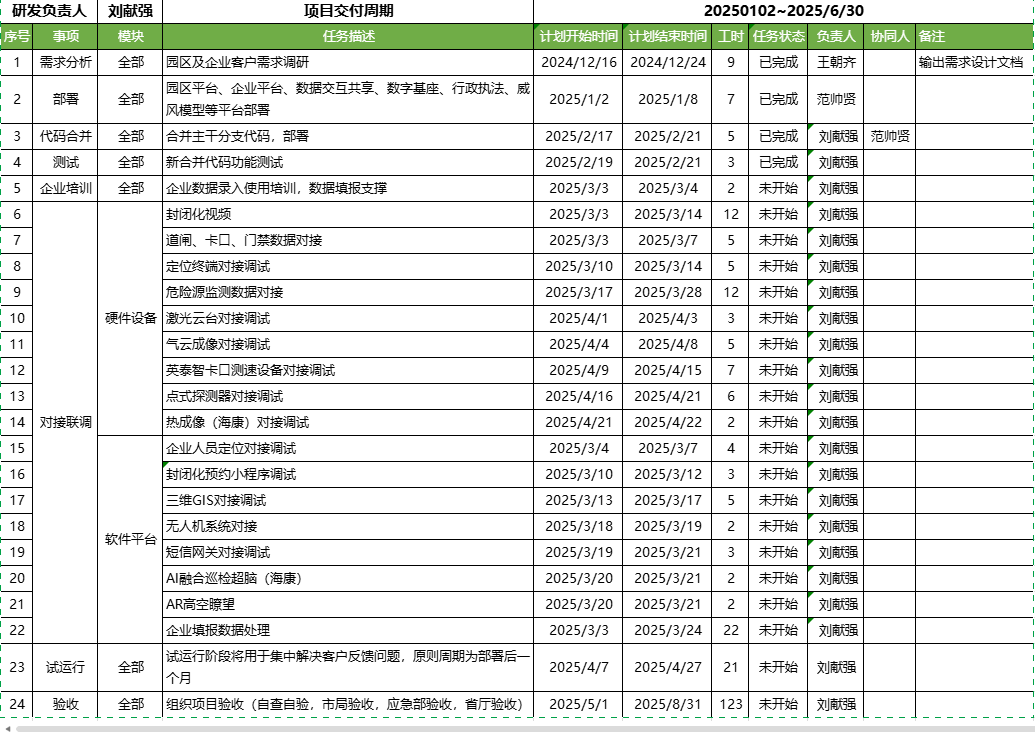 研发负责人 刘献强 项目交付周期 20250102~2025/6/30
序号 事项 模块 任务描述 计划开始时间 计划结束时间 工时 任务状态 负责人 协同人 备注
1 需求分析 全部 园区及企业客户需求调研 2024/12/16 2024/12/24 9 已完成 王朝齐 输出需求设计文档
2 部署 全部 园区平台、企业平台、数据交互共享、数字基座、行政执法、威
风模型等平台部署 2025/1/2 2025/1/8 7 已完成 范帅贤
3 代码合并 全部 合并主干分支代码，部署 2025/2/17 2025/2/21 5 已完成 刘献强 范帅贤
4 测试 全部 新合并代码功能测试 2025/2/19 2025/2/21 3 已完成 刘献强
5 企业培训 全部 企业数据录入使用培训，数据填报支撑 2025/3/3 2025/3/4 2 未开始 刘献强
6 封闭化视频 2025/3/3 2025/3/14 12 未开始 刘献强
7 道闸、卡口、门禁数据对接 2025/3/3 2025/3/7 5 未开始 刘献强
8 定位终端对接调试 2025/3/10 2025/3/14 5 未开始 刘献强
9 危险源监测数据对接 2025/3/17 2025/3/28 12 未开始 刘献强
10 硬件设备 激光云台对接调试 2025/4/1 2025/4/3 3 未开始 刘献强
11 气云成像对接调试 2025/4/4 2025/4/8 5 未开始 刘献强
12 英泰智卡口测速设备对接调试 2025/4/9 2025/4/15 7 未开始 刘献强
13 点式探测器对接调试 2025/4/16 2025/4/21 6 未开始 刘献强
14 对接联调 热成像（海康）对接调试 2025/4/21 2025/4/22 2 未开始 刘献强
15 企业人员定位对接调试 2025/3/4 2025/3/7 4 未开始 刘献强
16 封闭化预约小程序调试 2025/3/10 2025/3/12 3 未开始 刘献强
17 三维GIS对接调试 2025/3/13 2025/3/17 5 未开始 刘献强
18 无人机系统对接 2025/3/18 2025/3/19 2 未开始 刘献强
19 软件平台 短信网关对接调试 2025/3/19 2025/3/21 3 未开始 刘献强
20 AI融合巡检超脑（海康） 2025/3/20 2025/3/21 2 未开始 刘献强
21 AR高空瞭望 2025/3/20 2025/3/21 2 未开始 刘献强
22 企业填报数据处理 2025/3/3 2025/3/24 22 未开始 刘献强
23 试运行 全部 试运行阶段将用于集中解决客户反馈问题，原则周期为部署后一
个月 2025/4/7 2025/4/27 21 未开始 刘献强
24 验收 全部 组织项目验收（自查自验，市局验收，应急部验收，省厅验收） 2025/5/1 2025/8/31 123 未开始 刘献强